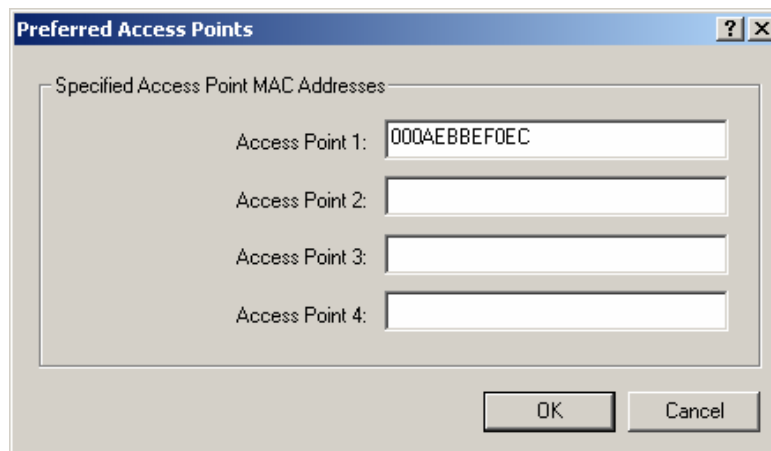 Preferred Access Points
Specified Access Point MAC Addresses
Access Point 1: 000AEBBEF0EC
Access Point 2:
Access Point 3:
Access Point 4:
OK Cancel